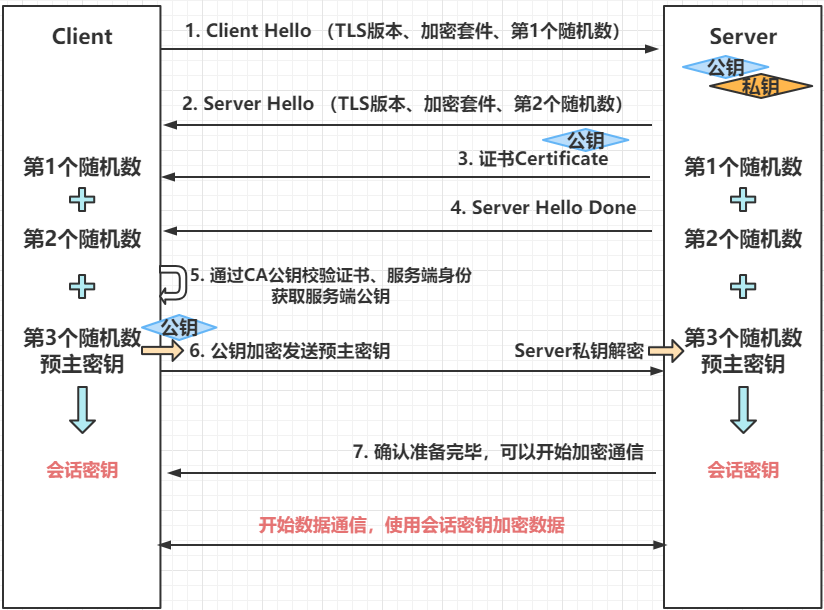 Client
Server
1. Client Hello （TLS版本、加密套件、第1个随机数）
公钥
私钥
2. Server Hello （TLS版本、加密套件、第2个随机数）
公钥
3. 证书Certificate
第1个随机数
第1个随机数
4. Server Hello Done
第2个随机数
第2个随机数
5. 通过CA公钥校验证书、服务端身份
获取服务端公钥
公钥
第3个随机数
预主密钥
6. 公钥加密发送预主密钥
Server私钥解密
第3个随机数
预主密钥
7. 确认准备完毕，可以开始加密通信
会话密钥
会话密钥
开始数据通信，使用会话密钥加密数据